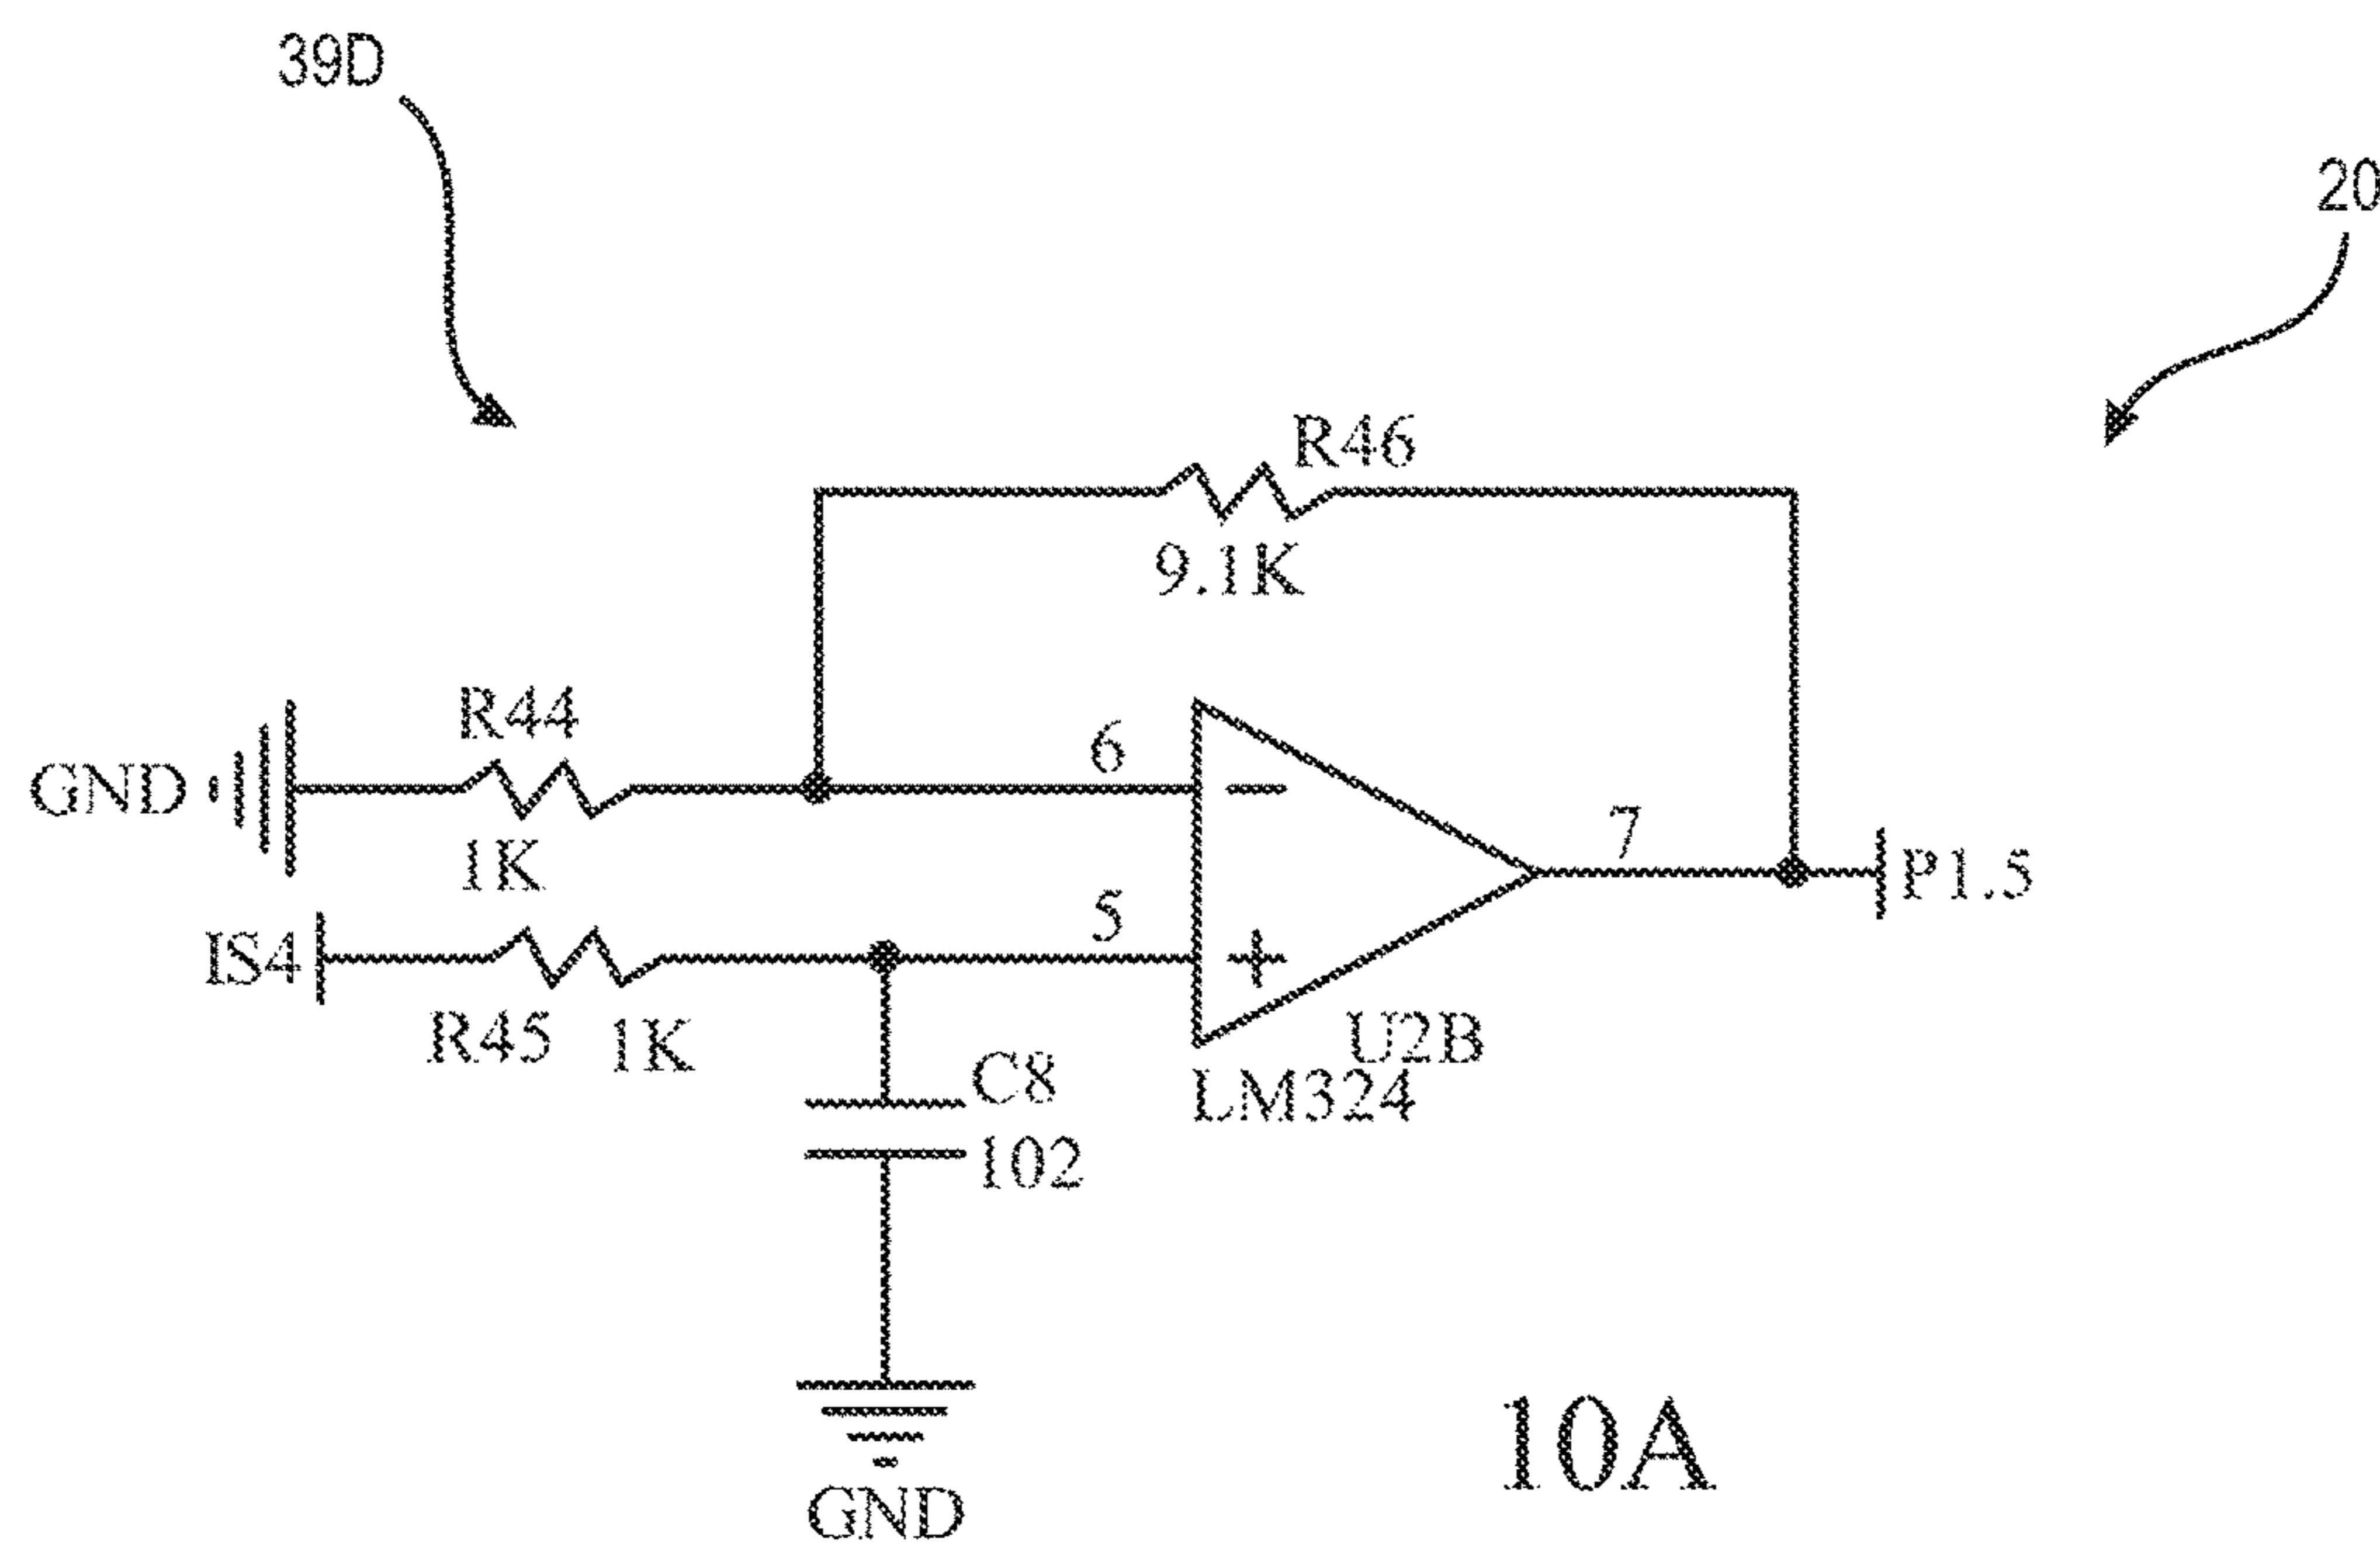 39D
20
R46
9.1K
R44
GND
1K
6
7
P1.5
5
IS4
R45 1K
U2B
LM324
C8
102
10A
GND